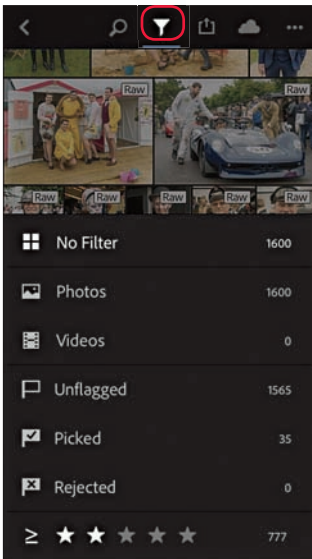 Raw Raw
Raw Raw Raw Raw Raw
No Filter 1600
Photos 1600
Videos 0
Unflagged 1565
Picked 35
Rejected 0
≥ ★ ★ ★ ★ ★ 777